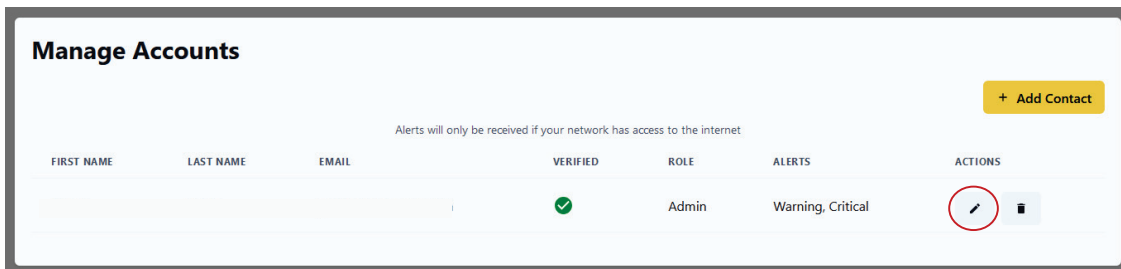 Manage Accounts
+ Add Contact
Alerts will only be received if your network has access to the internet
FIRST NAME LAST NAME EMAIL VERIFIED ROLE ALERTS ACTIONS
Admin Warning, Critical